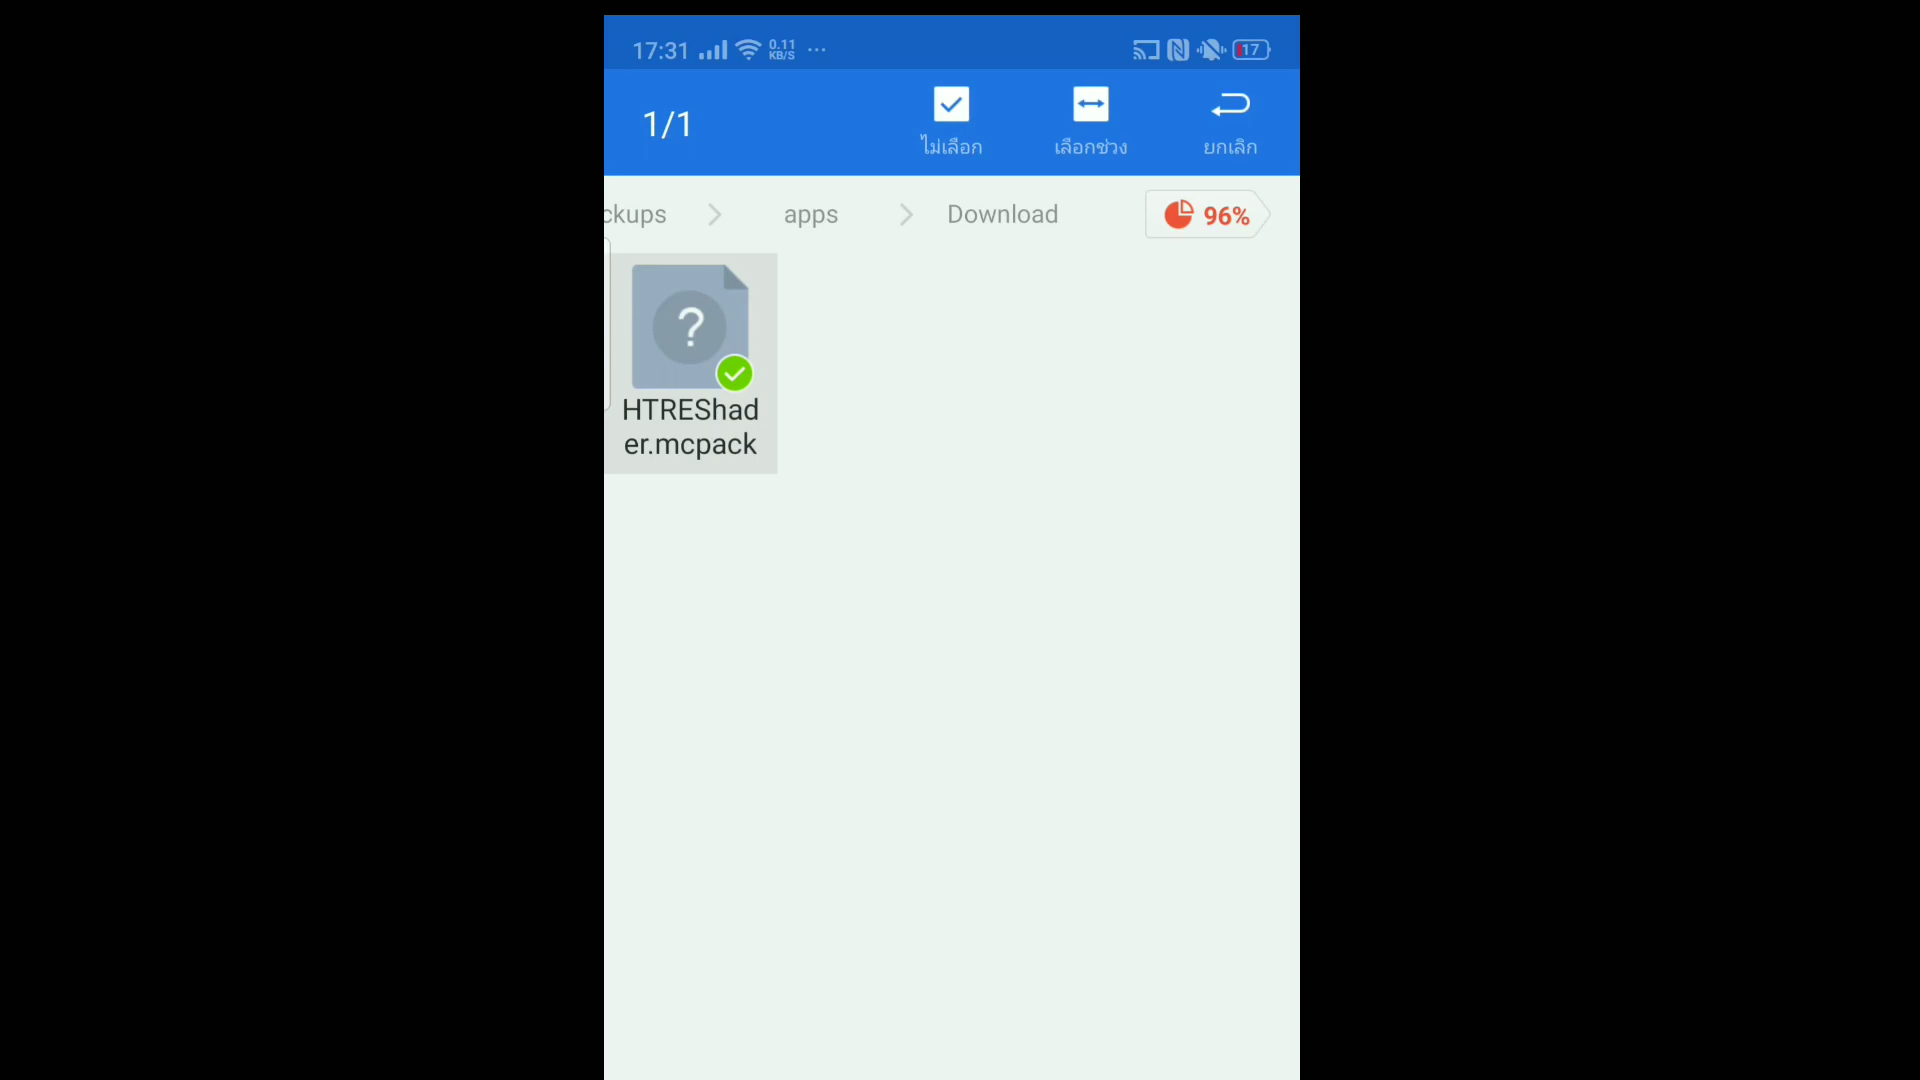 17:31 0.11 KB/S ... 17
1/1
ไม่เลือก เลือกช่วง ยกเลิก
ckups apps Download 96%
?
HTREShad
er.mcpack